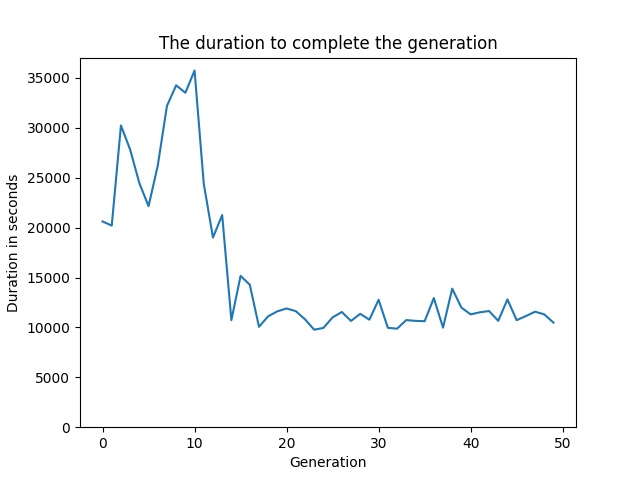 The duration to complete the generation
35000
30000
25000
20000
15000
10000
5000
0
Duration in seconds
0 10 20 30 40 50
Generation